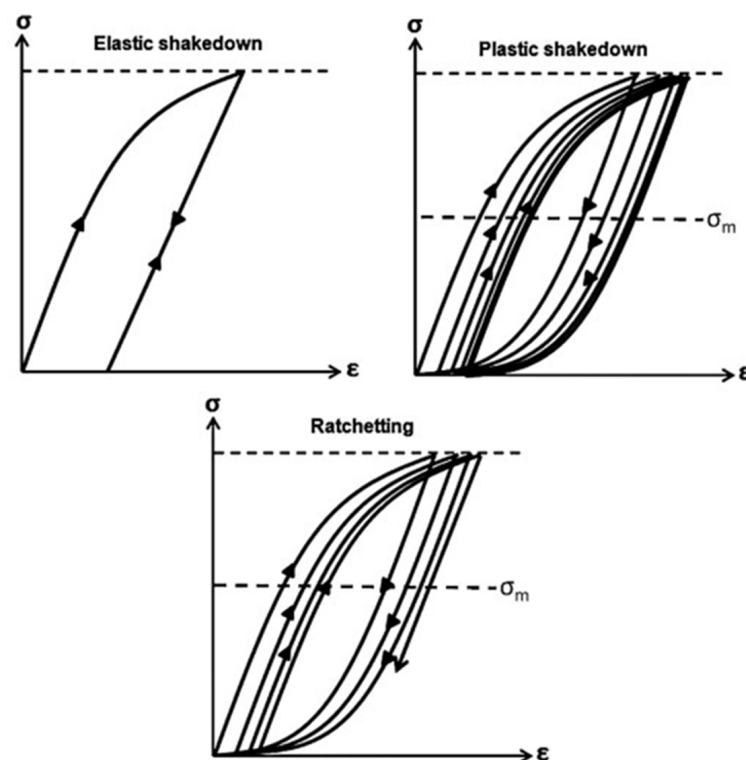 σ
Elastic shakedown
ε
σ
Plastic shakedown
σm
ε
σ
Ratchetting
σm
ε